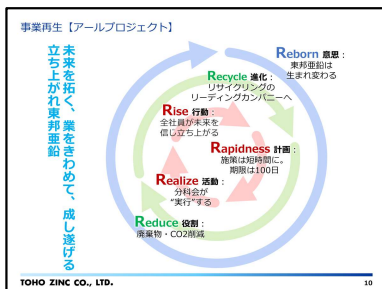 事業再生【アールプロジェクト】
未来を拓く、業をきわめて、成し遂げる
立ち上がれ東邦亜鉛
Reborn 意思：
東邦亜鉛は
生まれ変わる
Recycle 進化：
リサイクリングの
リーディングカンパニーへ
Rise 行動：
全社員が未来を
信じ立ち上がる
Rapidness 計画：
施策は短時間に。
期限は100日
Realize 活動：
分科会が
"実行"する
Reduce 役割：
廃棄物・CO2削減
TOHO ZINC CO., LTD.
10